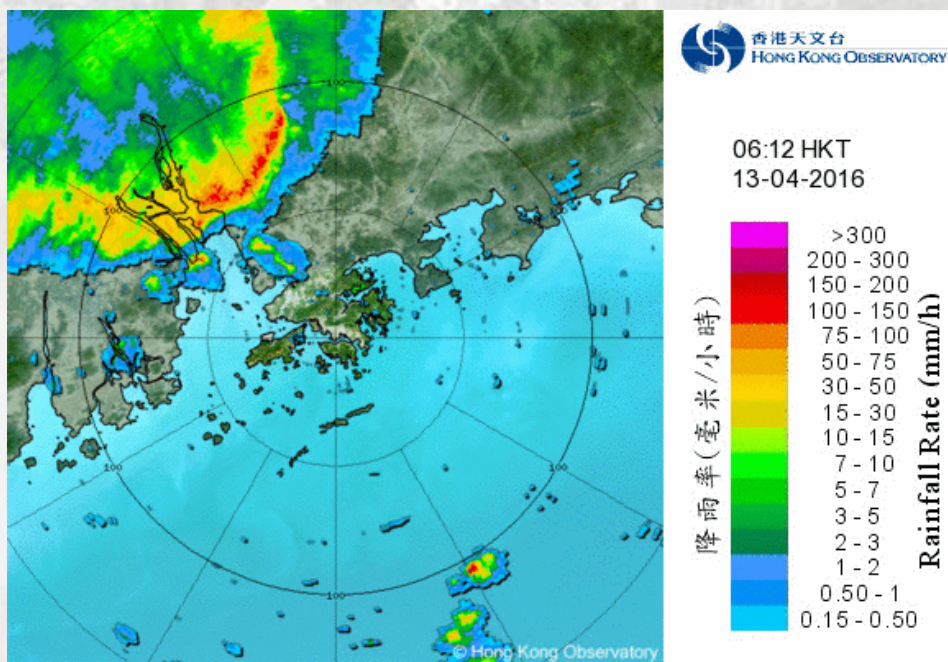 香港天文台
HONG KONG OBSERVATORY
06:12 HKT
13-04-2016
降雨率(毫米/小時)
>300
200 - 300
150 - 200
100 - 150
75 - 100
50 - 75
30 - 50
15 - 30
10 - 15
7 - 10
5 - 7
3 - 5
2 - 3
1 - 2
0.50 - 1
0.15 - 0.50
Rainfall Rate (mm/h)
100
100
100
100
100
© Hong Kong Observatory